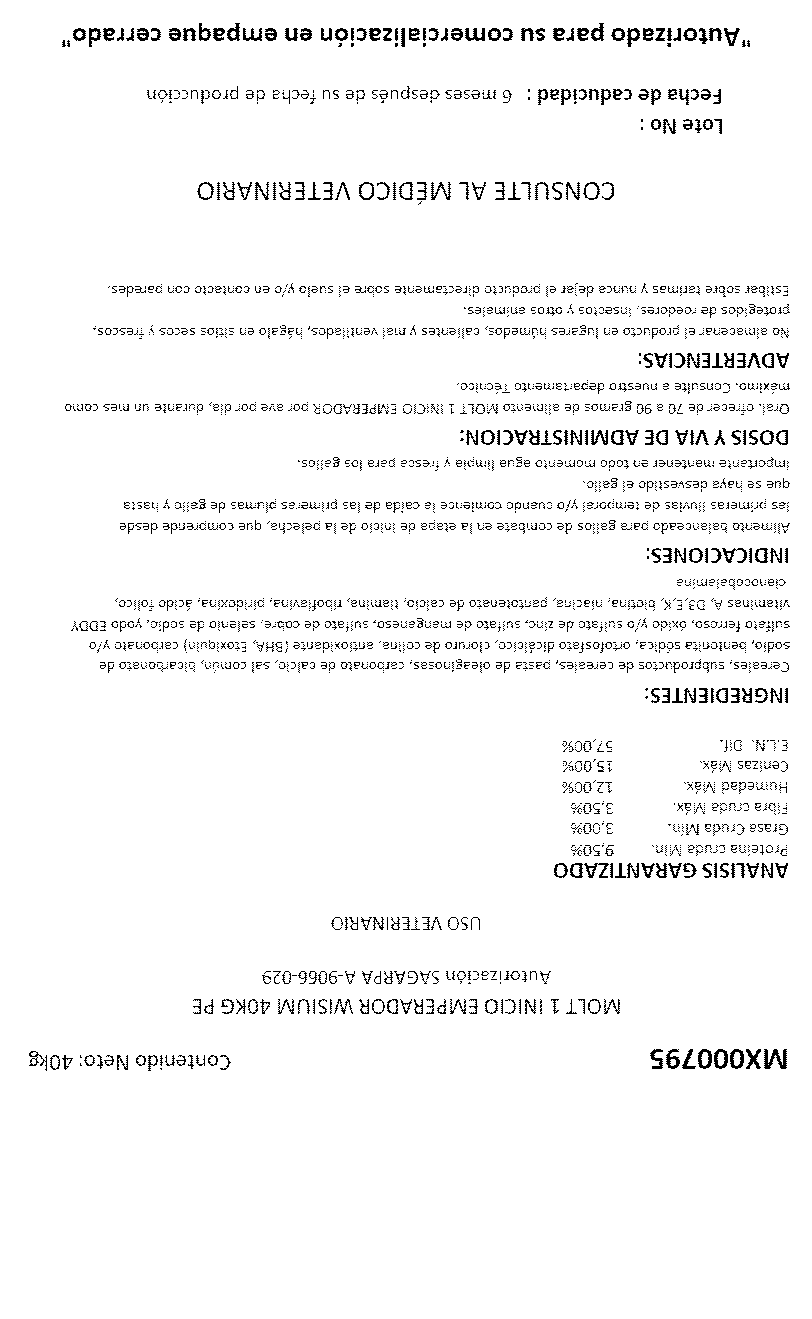 MX000795
Contenido Neto: 40kg
MOLT 1 INICIO EMPERADOR WISIUM 40KG PE
Autorización SAGARPA A-9066-029
USO VETERINARIO
ANALISIS GARANTIZADO
Proteina cruda Min. 9,50%
Grasa Cruda Min. 3,00%
Fibra cruda Máx. 3,50%
Humedad Máx. 12,00%
Cenizas Máx. 15,00%
E.L.N. Dif. 57,00%
INGREDIENTES:
Cereales, subproductos de cereales, pasta de oleaginosas, carbonato de calcio, sal común, bicarbonato de
sodio, bentonita sódica, ortofosfato dicálcico, cloruro de colina, antioxidante (BHA, Etoxiquin) carbonato y/o
sulfato ferroso, óxido y/o sulfato de zinc, sulfato de manganeso, sulfato de cobre, selenio de sodio, yodo EDDY
vitaminas A, D3,E,K, biotina, niacina, pantotenato de calcio, tiamina, riboflavina, piridoxina, ácido folico,
cianocobalamina
INDICACIONES:
Alimento balanceado para gallos de combate en la etapa de inicio de la pelecha, que comprende desde
las primeras lluvias de temporal y/o cuando comience la caida de las primeras plumas de gallo y hasta
que se haya desvestido el gallo.
Importante mantener en todo momento agua limpia y fresca para los gallos.
DOSIS Y VIA DE ADMINISTRACION:
Oral. ofrecer de 70 a 90 gramos de alimento MOLT 1 INICIO EMPERADOR por ave por dia, durante un mes como
máximo. Consulte a nuestro departamento Técnico.
ADVERTENCIAS:
No almacenar el producto en lugares húmedos, calientes y mal ventilados, hágalo en sitios secos y frescos,
protegidos de roedores, insectos y otros animales.
Estibar sobre tarimas y nunca dejar el producto directamente sobre el suelo y/o en contacto con paredes.
CONSULTE AL MÉDICO VETERINARIO
Lote No :
Fecha de caducidad : 6 meses después de su fecha de producción
"Autorizado para su comercialización en empaque cerrado"